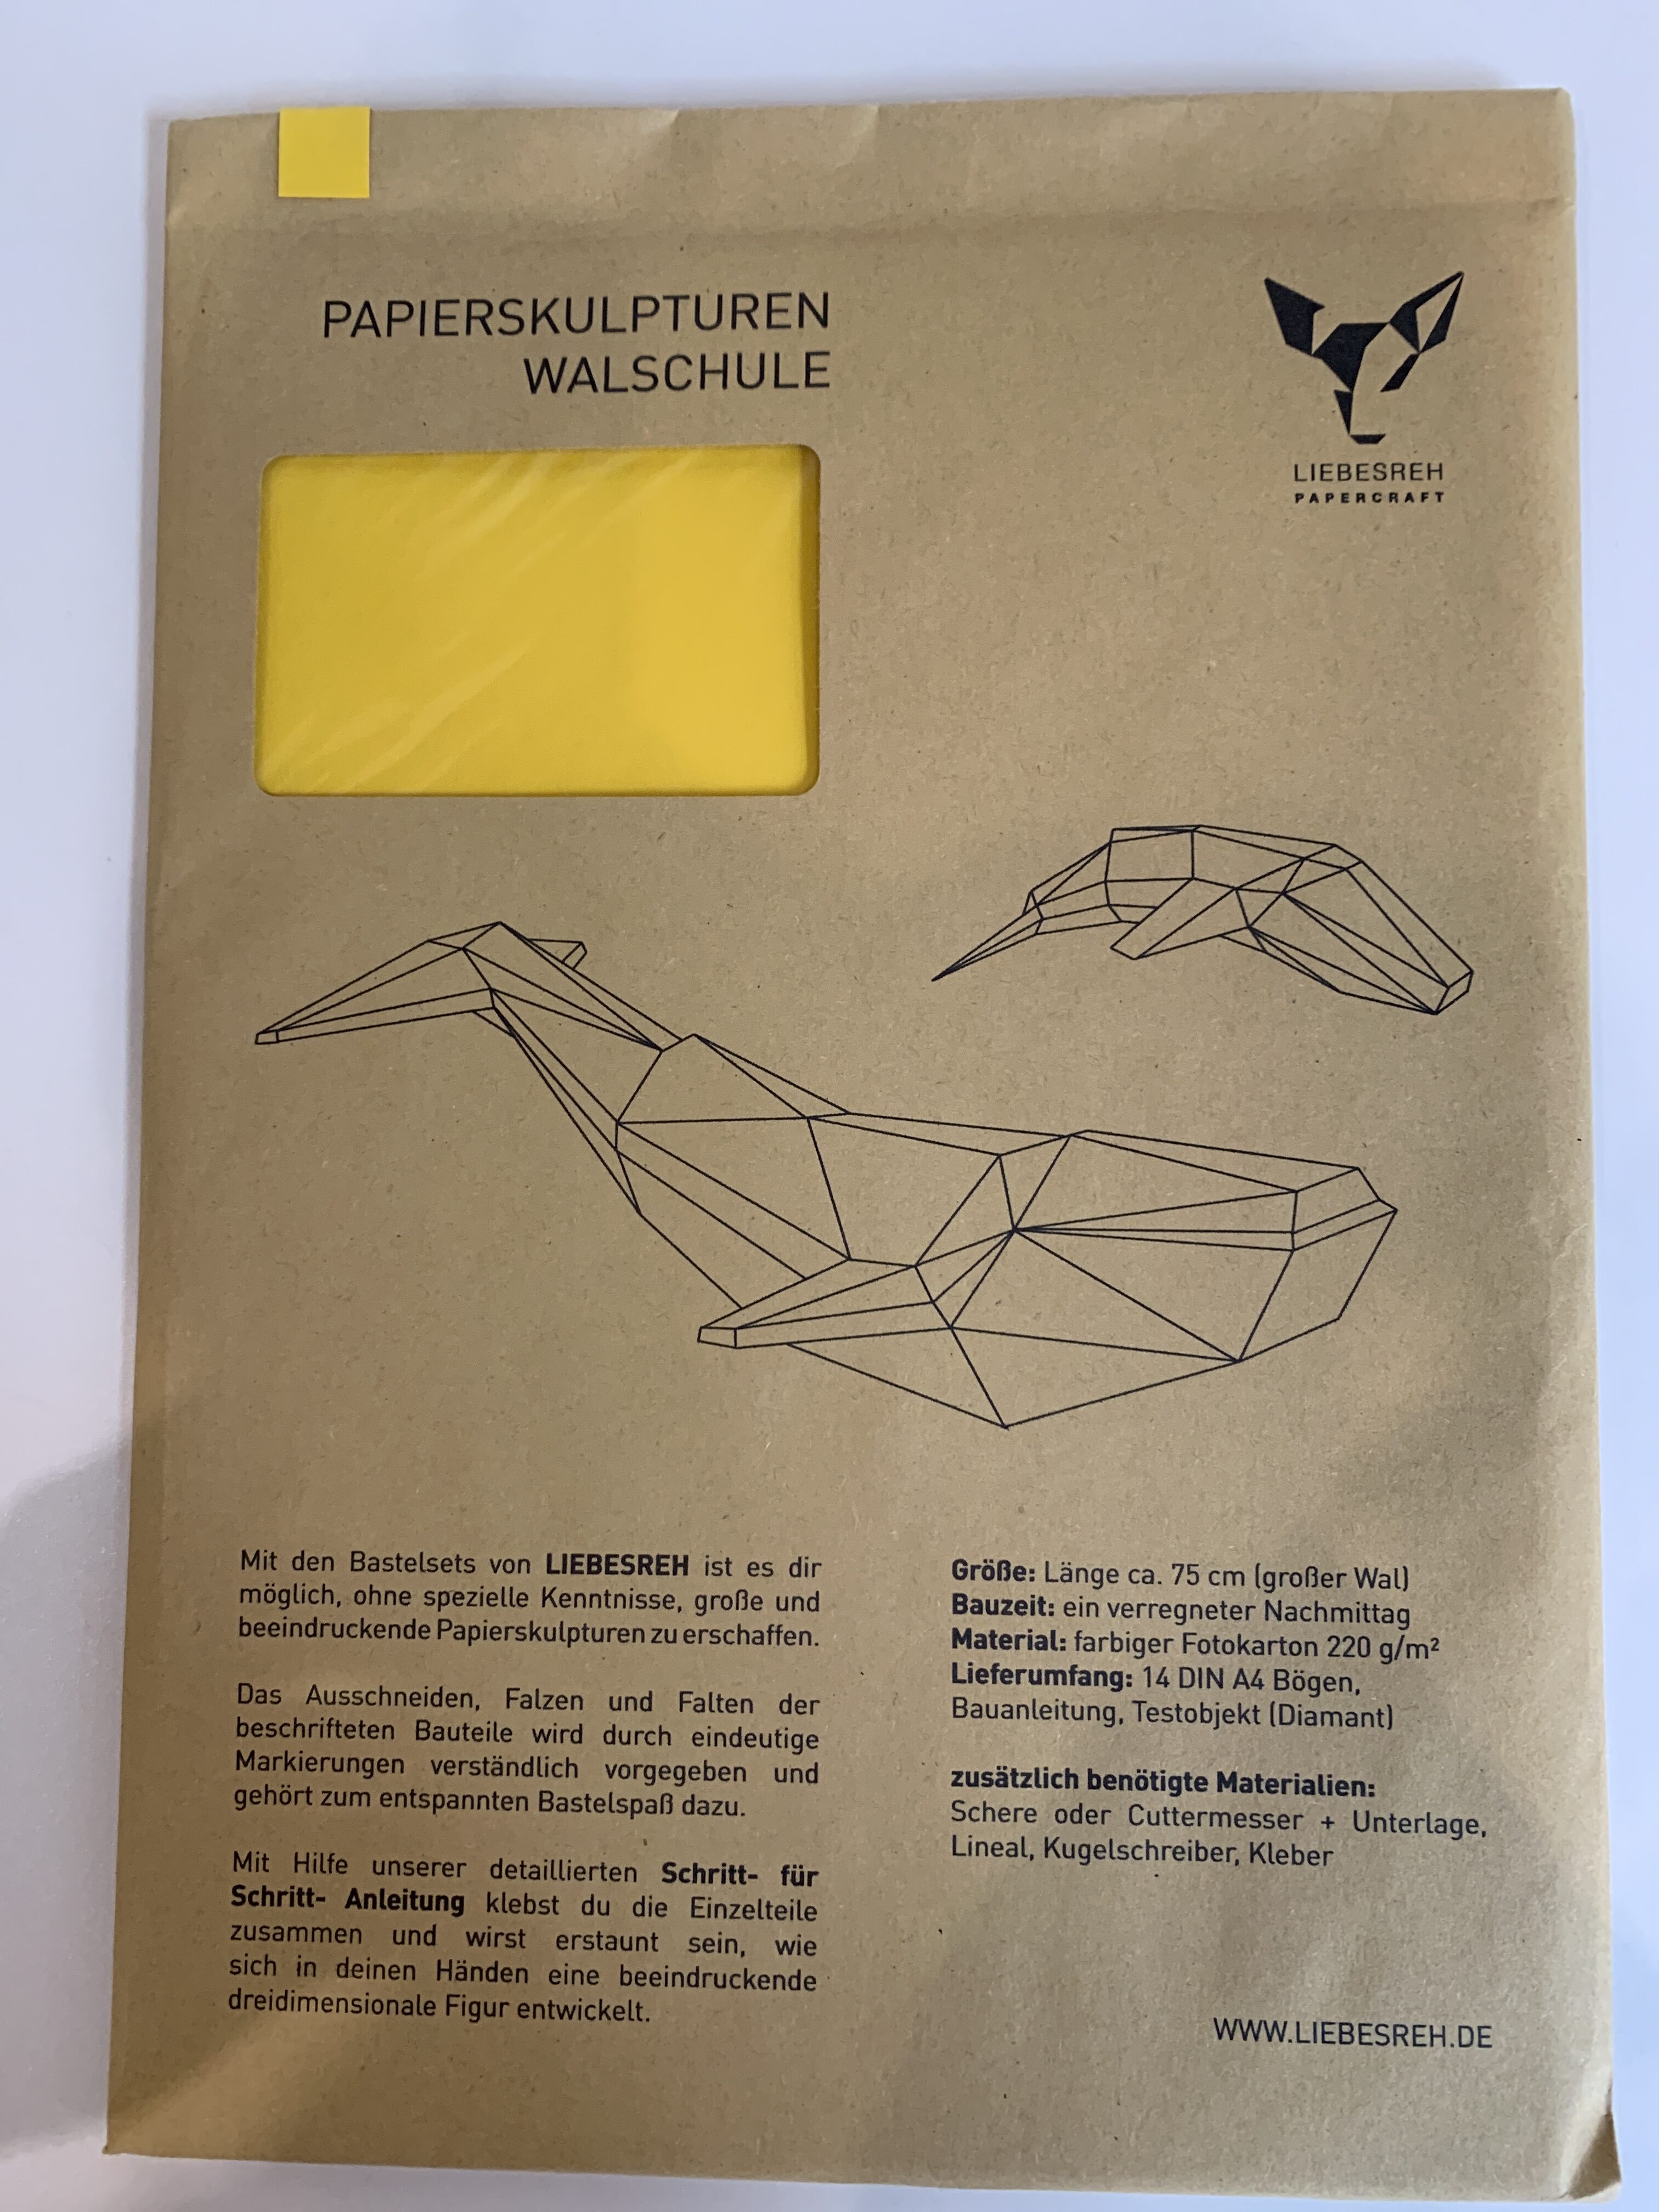 PAPIERSKULPTUREN
WALSCHULE
LIEBESREH
PAPERCRAFT
Mit den Bastelsets von LIEBESREH ist es dir
möglich, ohne spezielle Kenntnisse, große und
beeindruckende Papierskulpturen zu erschaffen.
Das Ausschneiden, Falzen und Falten der
beschrifteten Bauteile wird durch eindeutige
Markierungen verständlich vorgegeben und
gehört zum entspannten Bastelspaß dazu.
Mit Hilfe unserer detaillierten Schritt- für
Schritt- Anleitung klebst du die Einzelteile
zusammen und wirst erstaunt sein, wie
sich in deinen Händen eine beeindruckende
dreidimensionale Figur entwickelt.
Größe: Länge ca. 75 cm (großer Wal)
Bauzeit: ein verregneter Nachmittag
Material: farbiger Fotokarton 220 g/m²
Lieferumfang: 14 DIN A4 Bögen,
Bauanleitung, Testobjekt (Diamant)
zusätzlich benötigte Materialien:
Schere oder Cuttermesser + Unterlage,
Lineal, Kugelschreiber, Kleber
WWW.LIEBESREH.DE